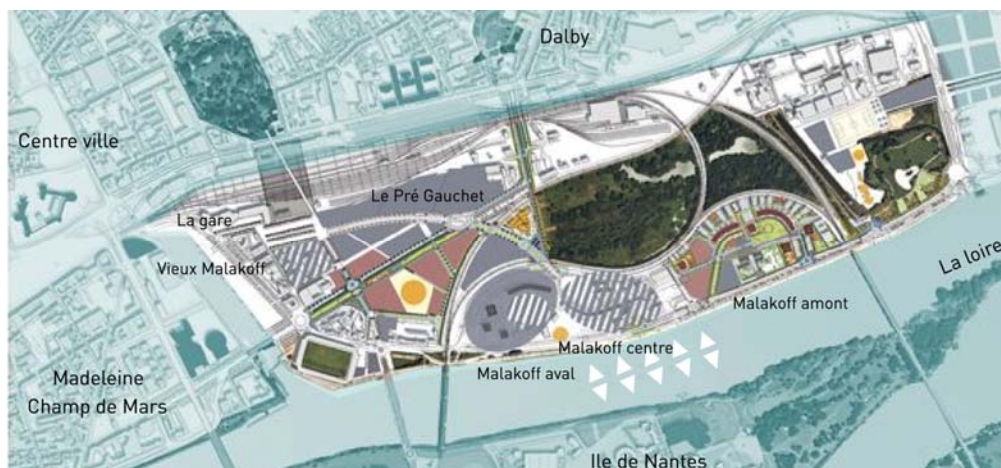 Dalby
Centre ville
Le Pré Gauchet
La gare
Vieux Malakoff
La loire
Malakoff amont
Malakoff centre
Malakoff aval
Madeleine
Champ de Mars
Ile de Nantes